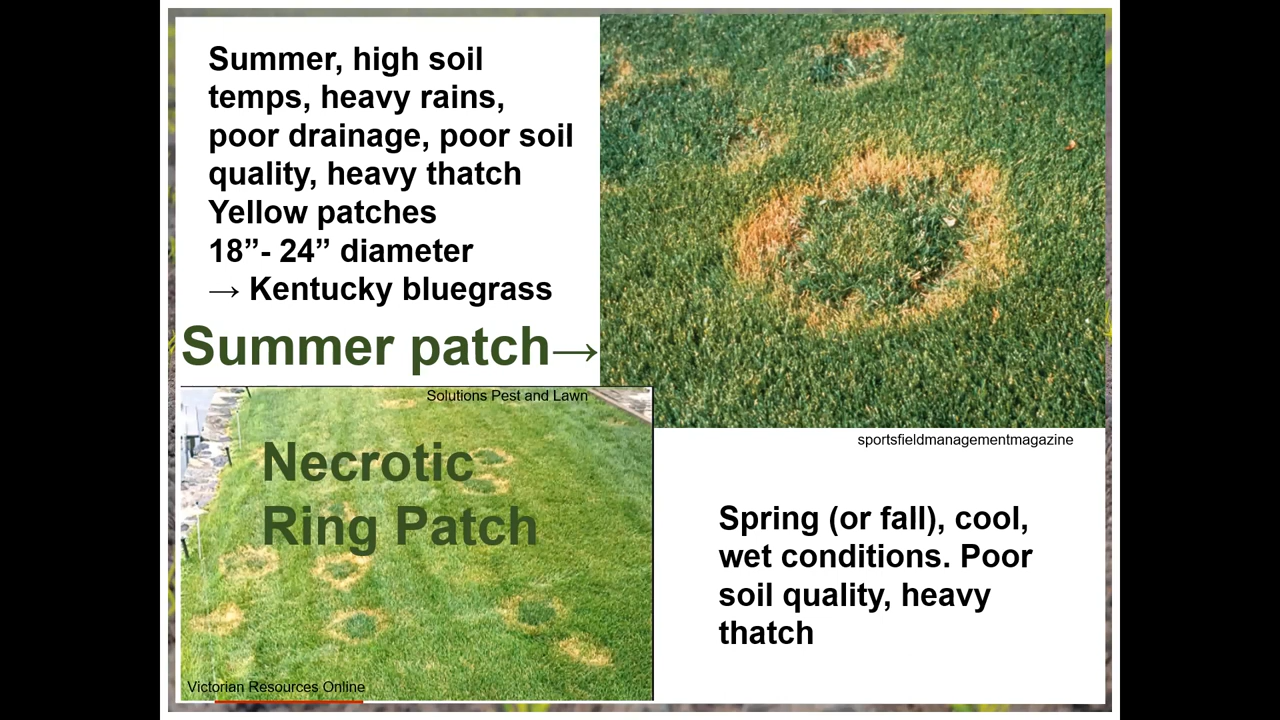 Summer, high soil
temps, heavy rains,
poor drainage, poor soil
quality, heavy thatch
Yellow patches
18”- 24” diameter
→ Kentucky bluegrass
Summer patch→
Solutions Pest and Lawn
sportsfieldmanagementmagazine
Necrotic
Ring Patch
Victorian Resources Online
Spring (or fall), cool,
wet conditions. Poor
soil quality, heavy
thatch